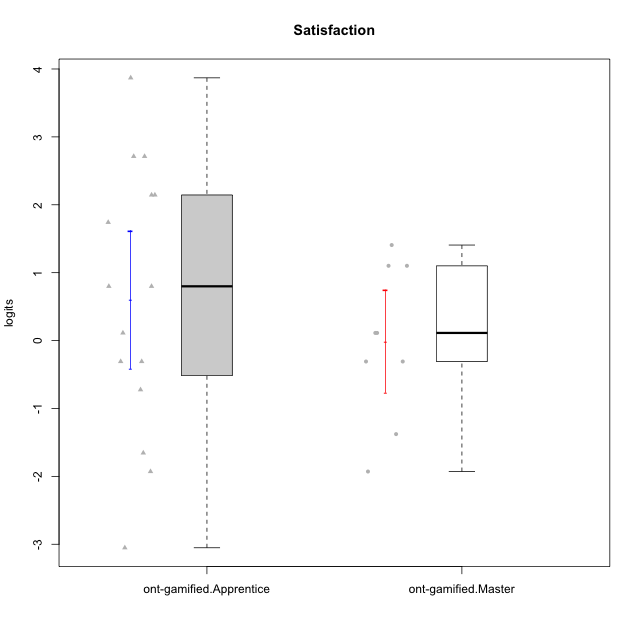 Satisfaction
logits
4
3
2
1
0
-1
-2
-3
ont-gamified.Apprentice
ont-gamified.Master